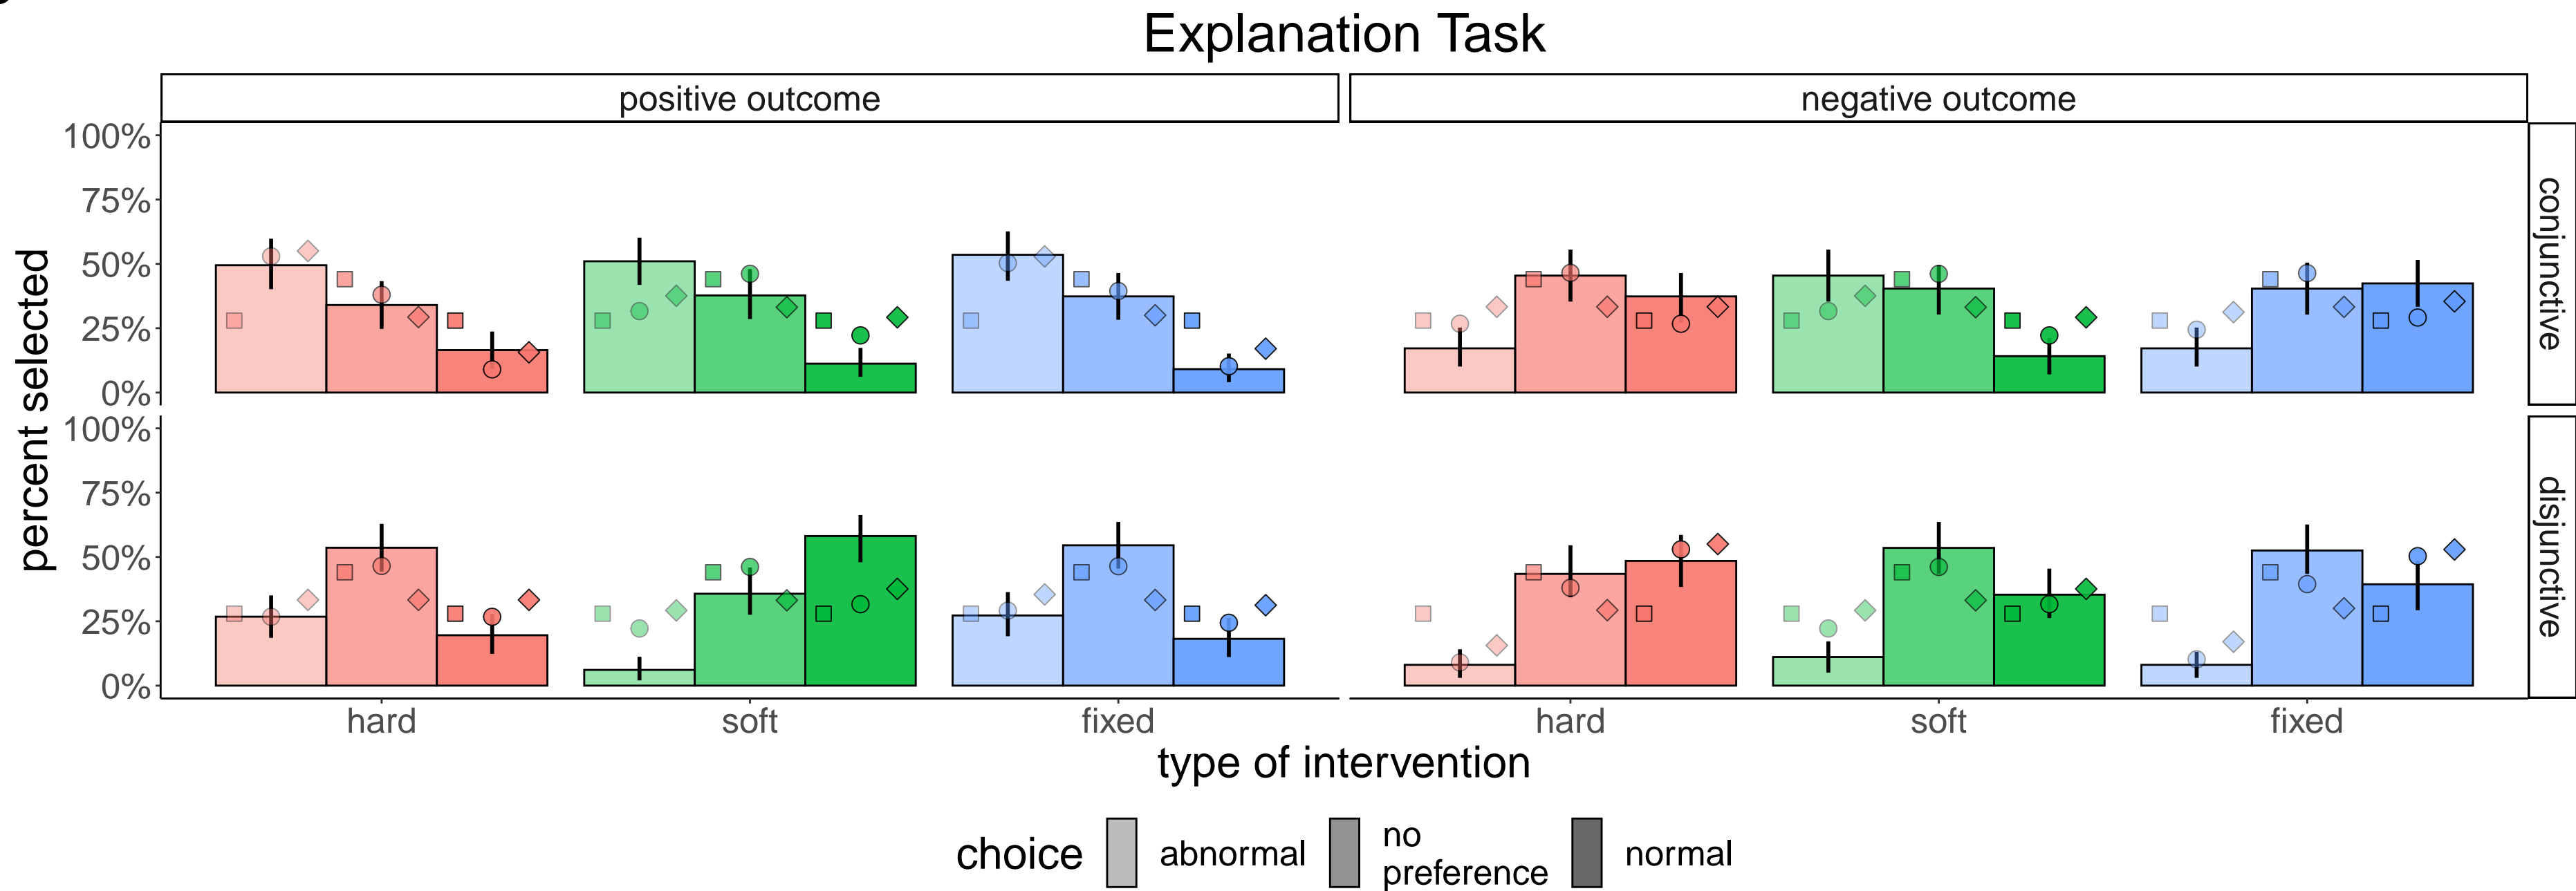 Explanation Task
positive outcome
negative outcome
percent selected
100%
75%
50%
25%
0%
conjunctive
100%
75%
50%
25%
0%
disjunctive
hard
soft
fixed
hard
soft
fixed
type of intervention
choice
abnormal
no
preference
normal